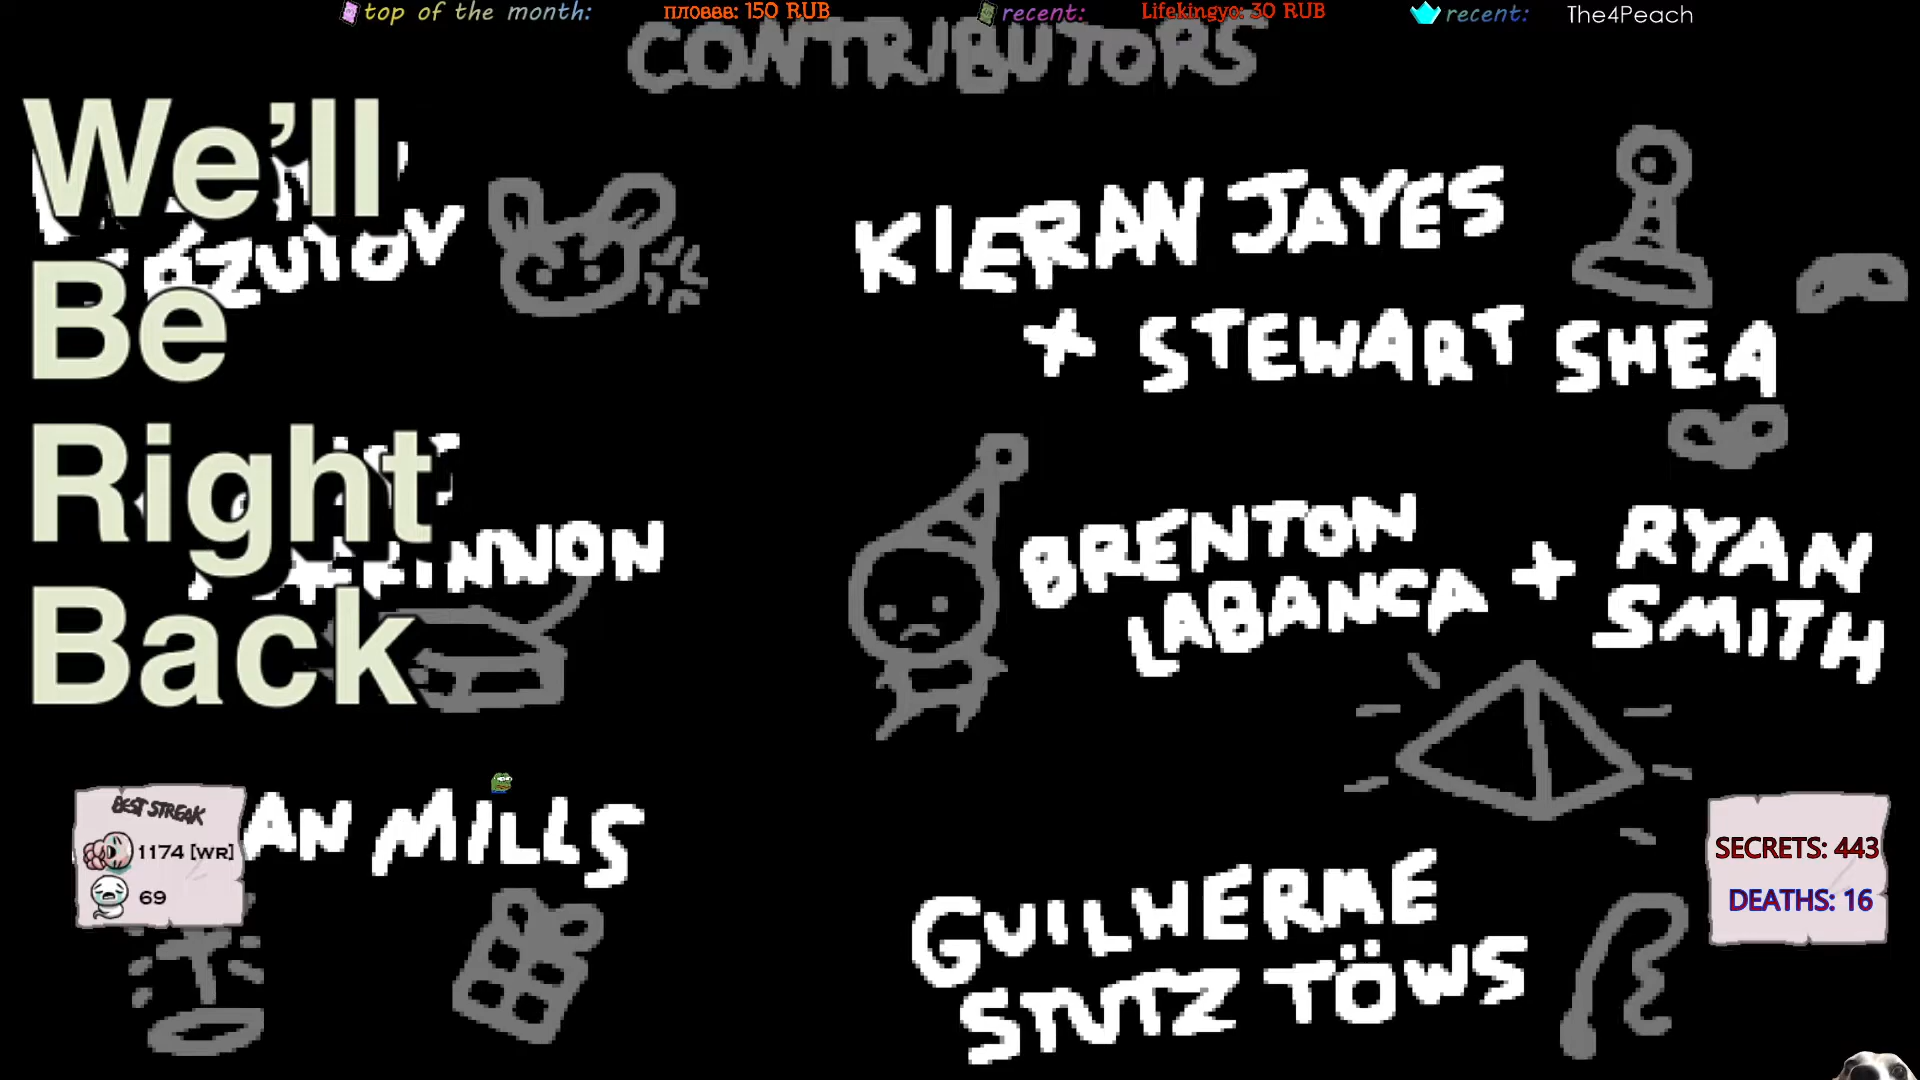 top of the month: пловвв: 150 RUB recent: Lifekingyo: 30 RUB recent: The4Peach
CONTRIBUTORS
We'll
Be
Right
Back
KIERAN JAYES
+ STEWART SHEA
BRENTON
LABANCA
+ RYAN
SMITH
MILLS
GUILHERME
STUTZ TÖWS
BEST STREAK
1174 [WR]
69
SECRETS: 443
DEATHS: 16